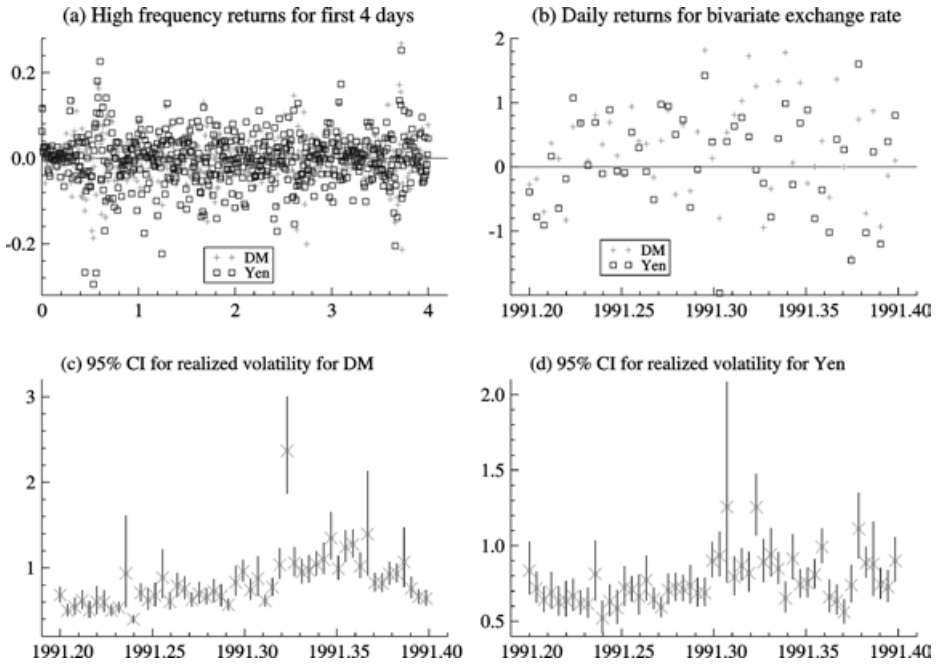 (a) High frequency returns for first 4 days
0.2
0.0
-0.2
DM
Yen
0 1 2 3 4
(b) Daily returns for bivariate exchange rate
2
1
0
-1
DM
Yen
1991.20 1991.25 1991.30 1991.35 1991.40
(c) 95% CI for realized volatility for DM
3
2
1
1991.20 1991.25 1991.30 1991.35 1991.40
(d) 95% CI for realized volatility for Yen
2.0
1.5
1.0
0.5
1991.20 1991.25 1991.30 1991.35 1991.40